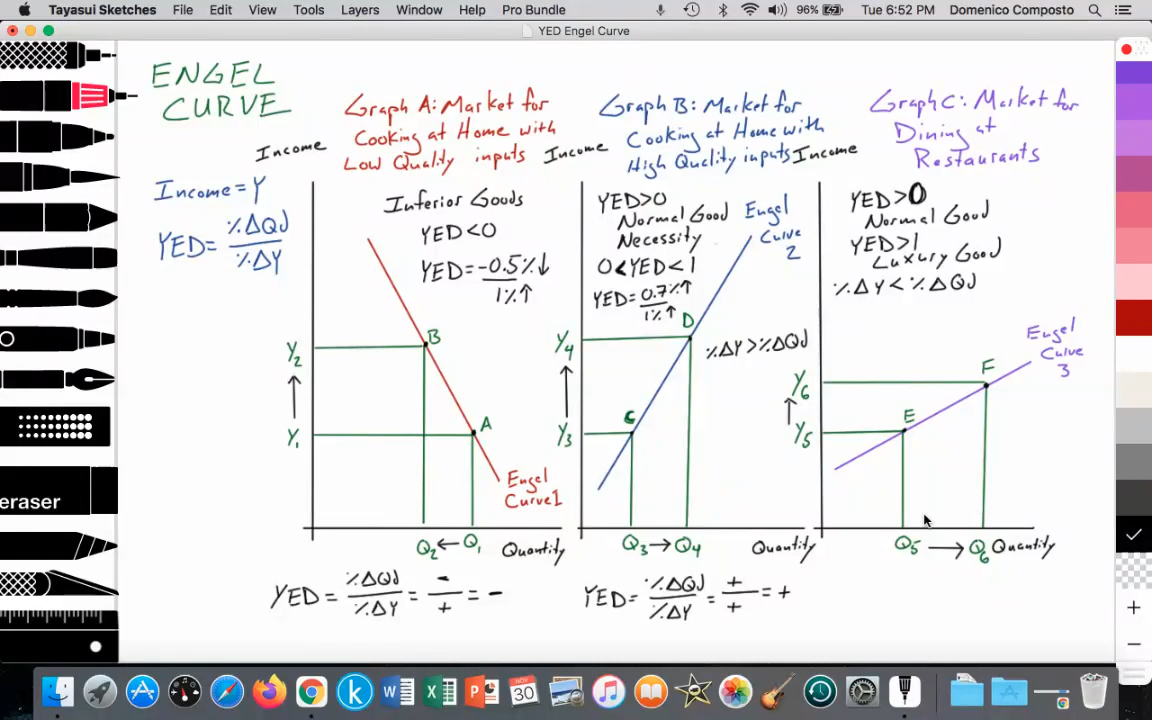 Tayasui Sketches File Edit View Tools Layers Window Help Pro Bundle 96% Tue 6:52 PM Domenico Composto
YED Engel Curve
ENGEL
CURVE
Income = Y
YED = %ΔQd
%ΔY
Graph A: Market for
Cooking at Home with
Low Quality inputs
Income
Inferior Goods
YED<0
YED = -0.5%↓
1%↑
Y2
↑
Y1
B
A
Engel
Curve 1
Q2 ← Q1 Quantity
YED = %ΔQd = - = -
%ΔY +
Graph B: Market for
Cooking at Home with
High Quality inputs
Income
YED>0
Normal Good
Necessity
0<YED<1
YED = 0.7%↑
1%↑
Engel
Curve
2
D
%ΔY > %ΔQd
Y4
↑
Y3
C
Q3 → Q4 Quantity
YED = %ΔQd = + = +
%ΔY +
Graph C: Market for
Dining at
Restaurants
Income
YED>0
Normal Good
YED>1
Luxury Good
%ΔY < %ΔQd
Engel
Curve
3
Y6
↑
Y5
F
E
Q5 → Q6 Quantity
eraser
NOV
30